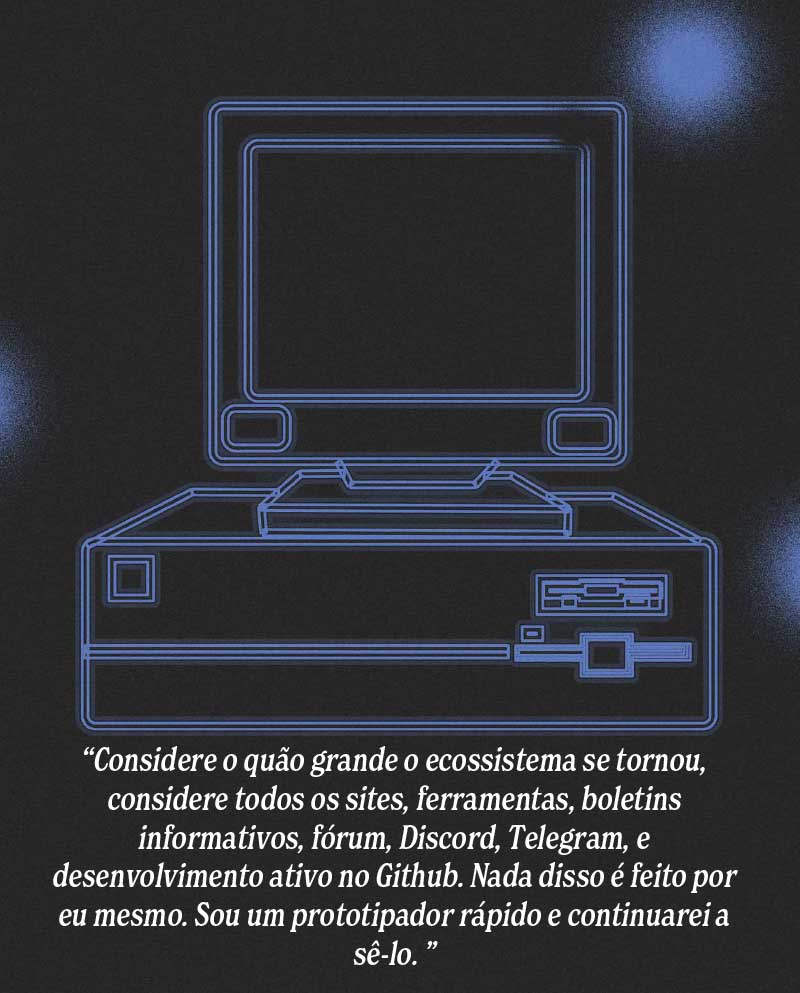 “Considere o quão grande o ecossistema se tornou,
considere todos os sites, ferramentas, boletins
informativos, fórum, Discord, Telegram, e
desenvolvimento ativo no Github. Nada disso é feito por
eu mesmo. Sou um prototipador rápido e continuarei a
sê-lo. ”